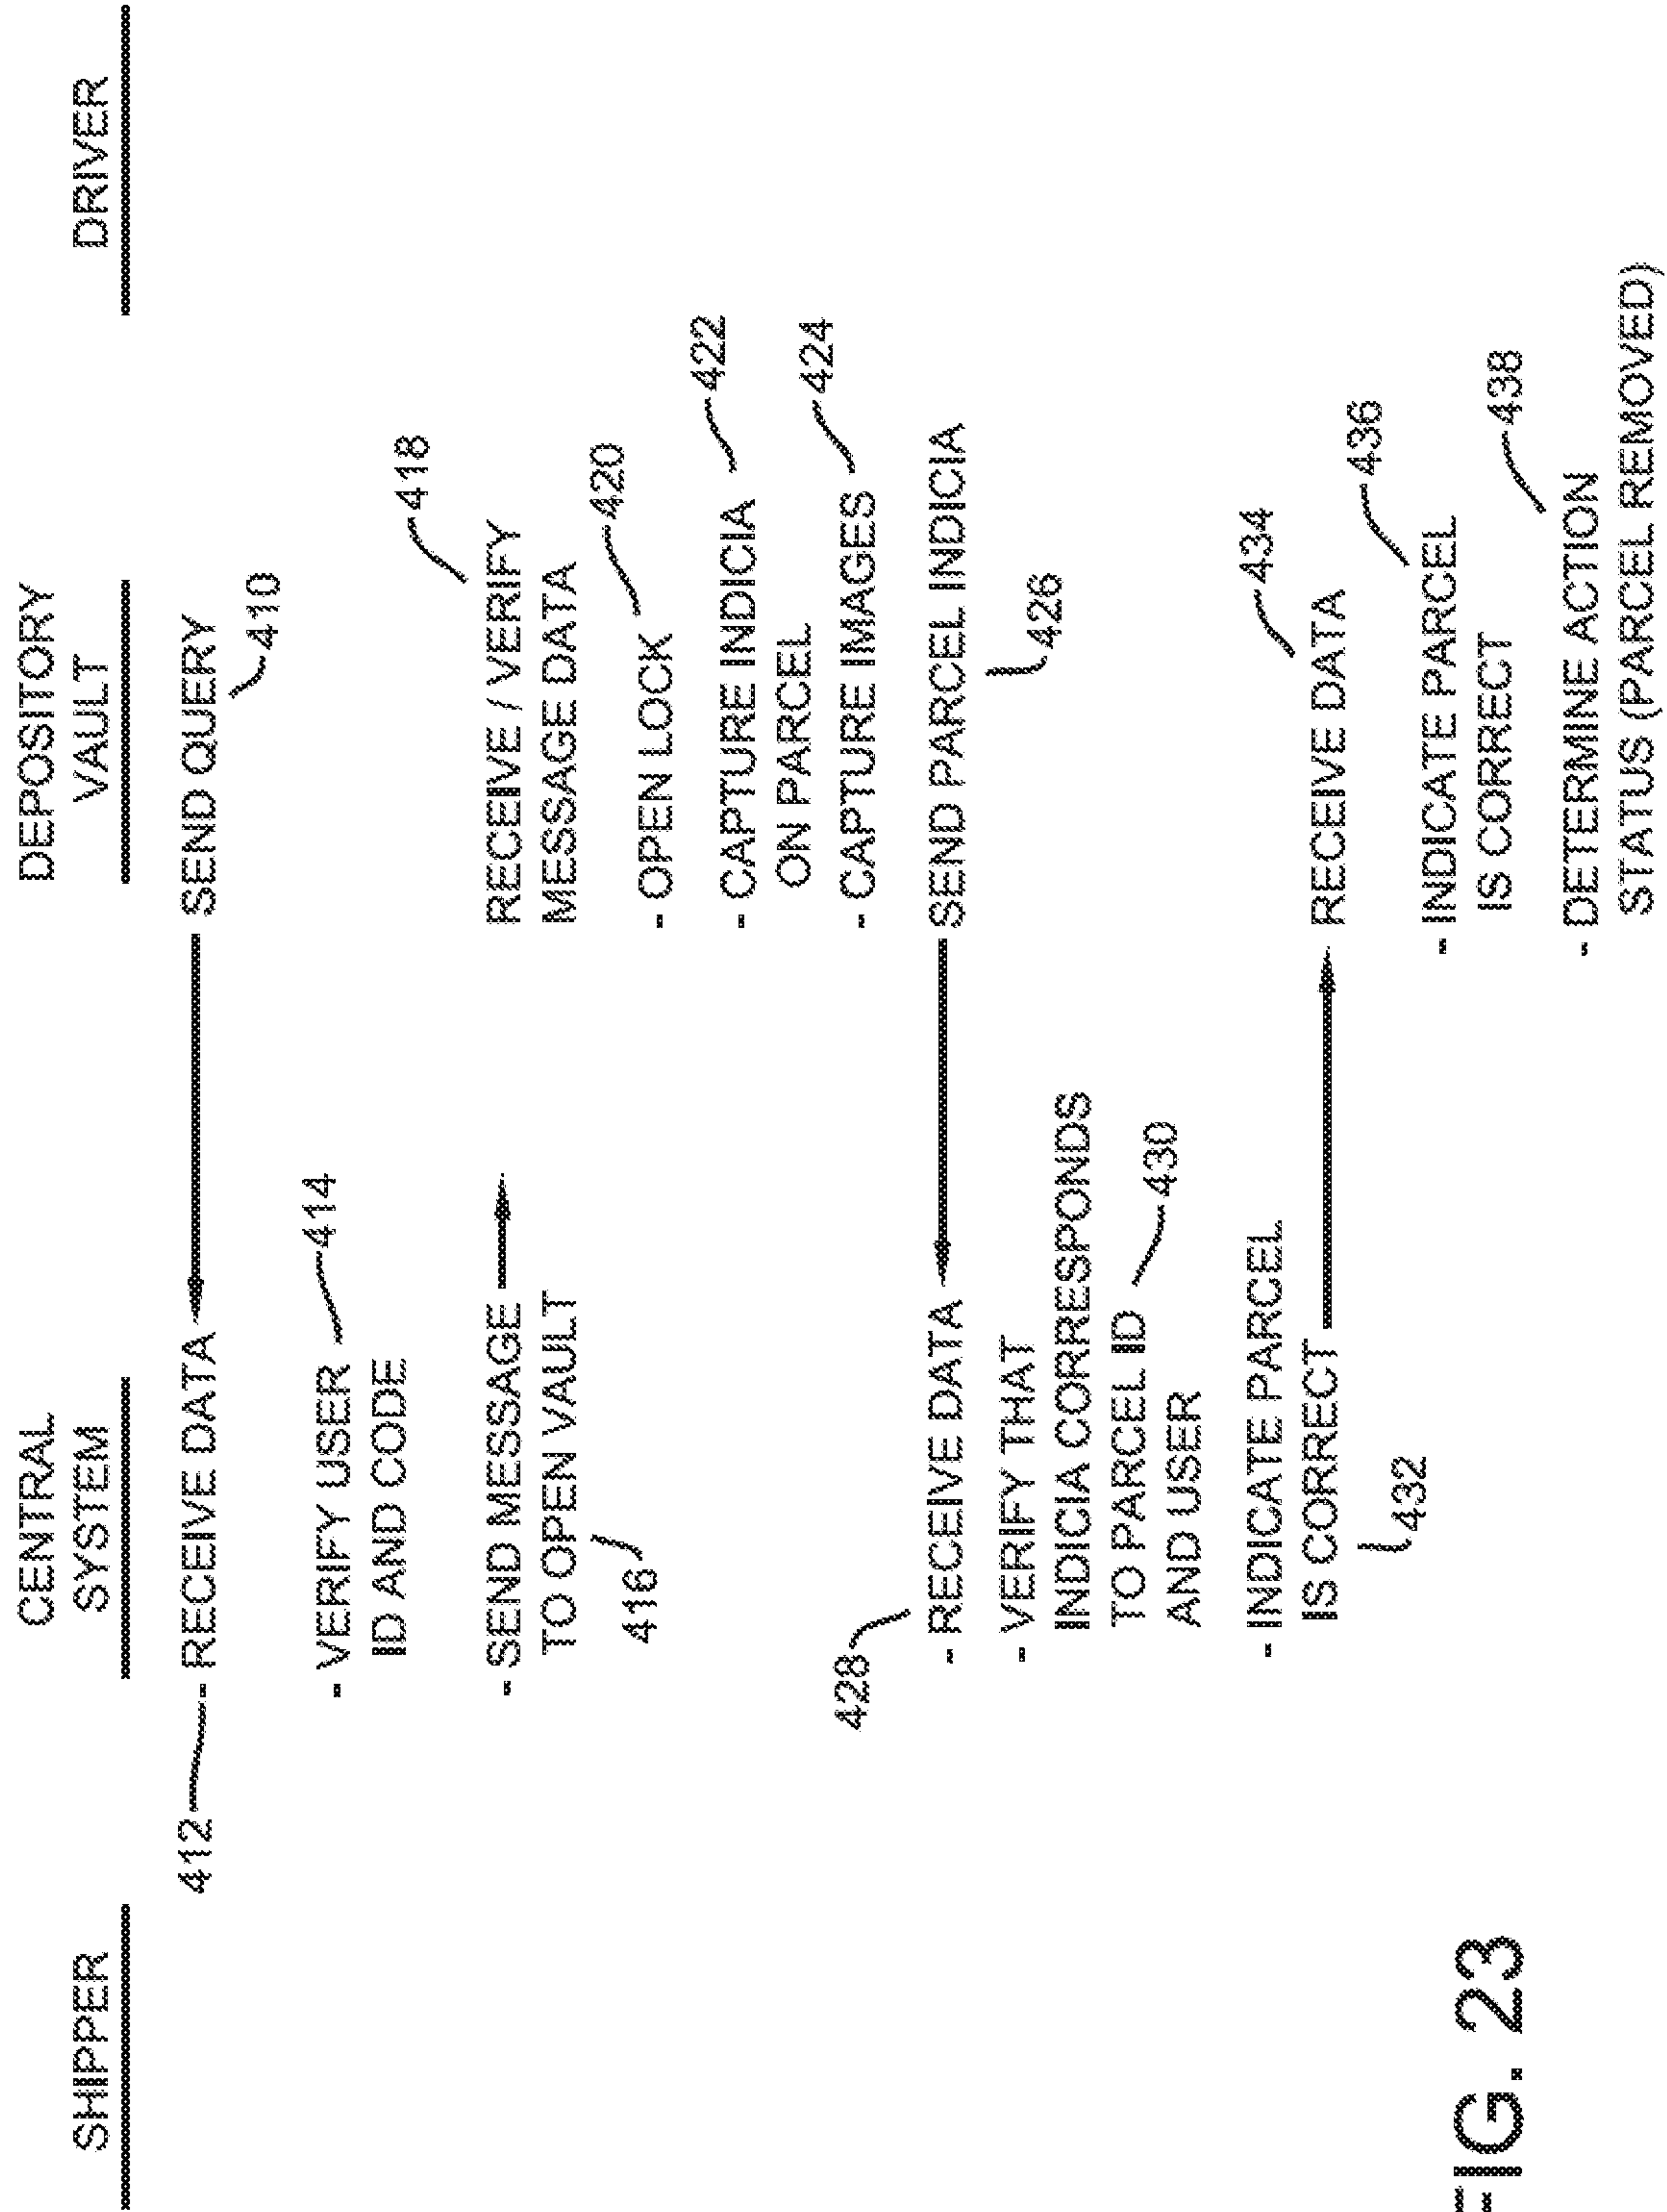 SHIPPER
CENTRAL
SYSTEM
DEPOSITORY
VAULT
DRIVER
412
- RECEIVE DATA
SEND QUERY
410
- VERIFY USER
ID AND CODE
414
- SEND MESSAGE
TO OPEN VAULT
416
RECEIVE / VERIFY
MESSAGE DATA
418
- OPEN LOCK
420
- CAPTURE INDICIA
ON PARCEL
422
- CAPTURE IMAGES
424
SEND PARCEL INDICIA
426
428
- RECEIVE DATA
- VERIFY THAT
INDICIA CORRESPONDS
TO PARCEL ID
AND USER
430
- INDICATE PARCEL
IS CORRECT
432
RECEIVE DATA
434
- INDICATE PARCEL
IS CORRECT
436
- DETERMINE ACTION
STATUS (PARCEL REMOVED)
438
FIG. 23